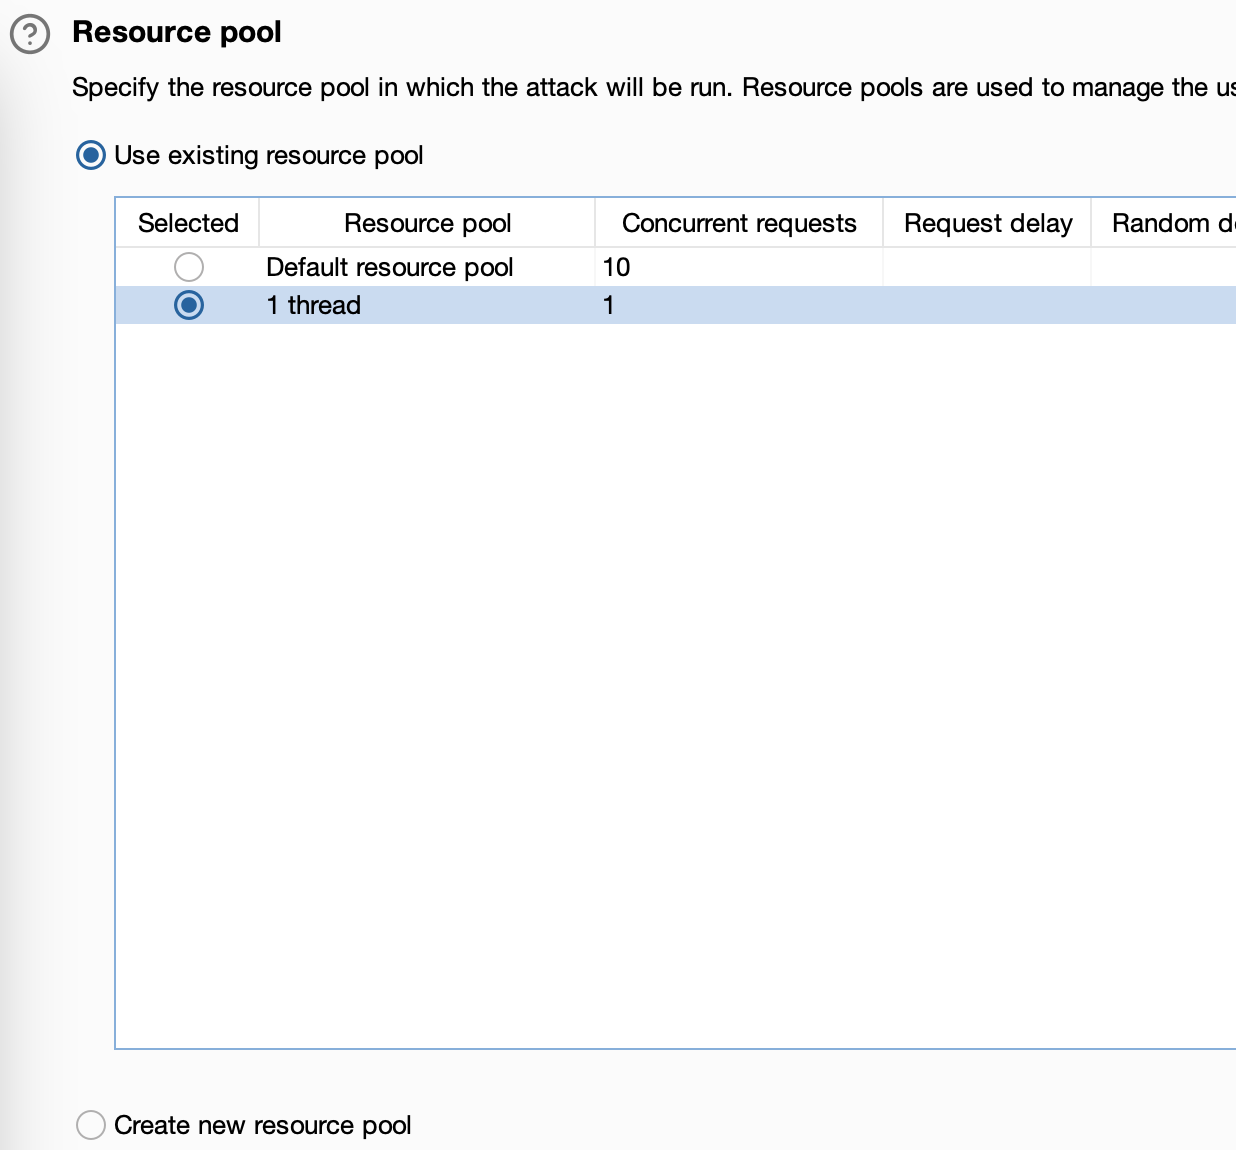 Resource pool
Specify the resource pool in which the attack will be run. Resource pools are used to manage the
Use existing resource pool
Selected Resource pool Concurrent requests Request delay Random
Default resource pool 10
1 thread 1
Create new resource pool